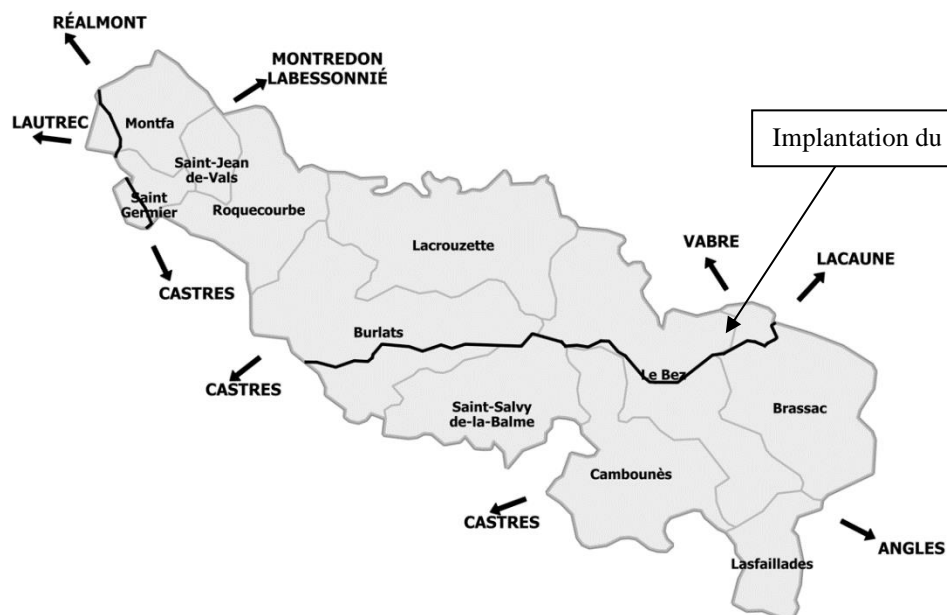 RÉALMONT
MONTREDON
LABESSONNIÉ
LAUTREC
Montfa
Implantation du
Saint-Jean
de-Vals
Saint
Germier
Roquecourbe
Lacrouzette
VABRE
LACAUNE
CASTRES
Burlats
CASTRES
Le Bez
Saint-Salvy
de-la-Balme
Brassac
Cambounès
CASTRES
ANGLES
Lasfaillades